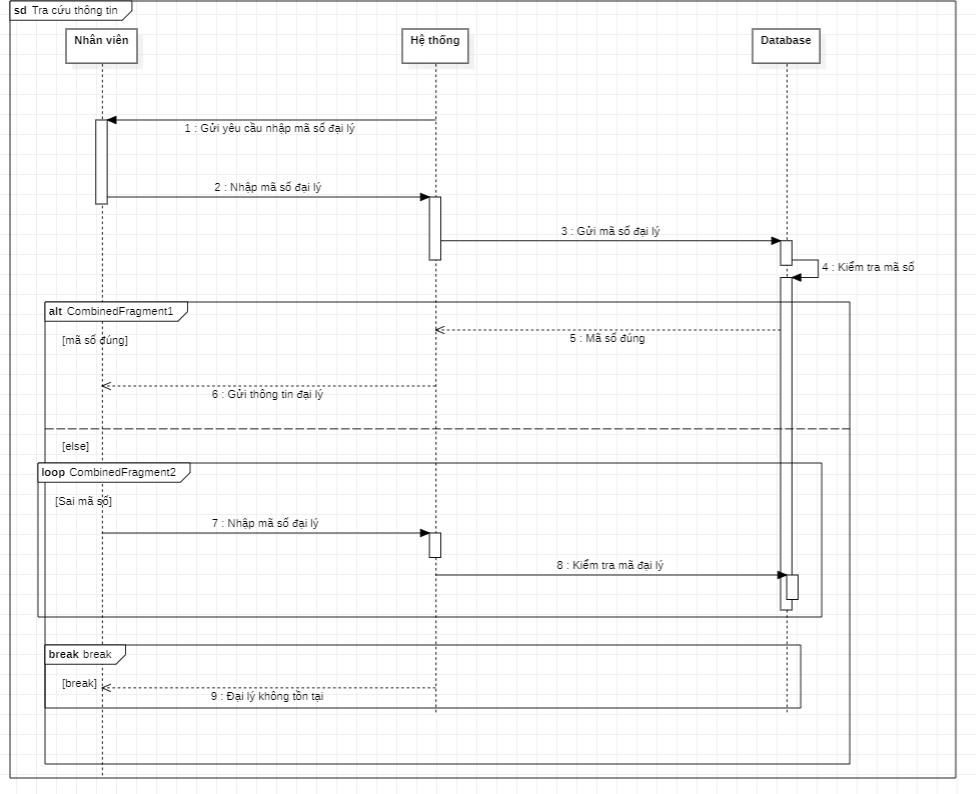 sd Tra cứu thông tin
Nhân viên
Hệ thống
Database
1 : Gửi yêu cầu nhập mã số đại lý
2 : Nhập mã số đại lý
3 : Gửi mã số đại lý
4 : Kiểm tra mã số
alt CombinedFragment1
[mã số đúng]
5 : Mã số đúng
6 : Gửi thông tin đại lý
[else]
loop CombinedFragment2
[Sai mã số]
7 : Nhập mã số đại lý
8 : Kiểm tra mã đại lý
break break
[break]
9 : Đại lý không tồn tại